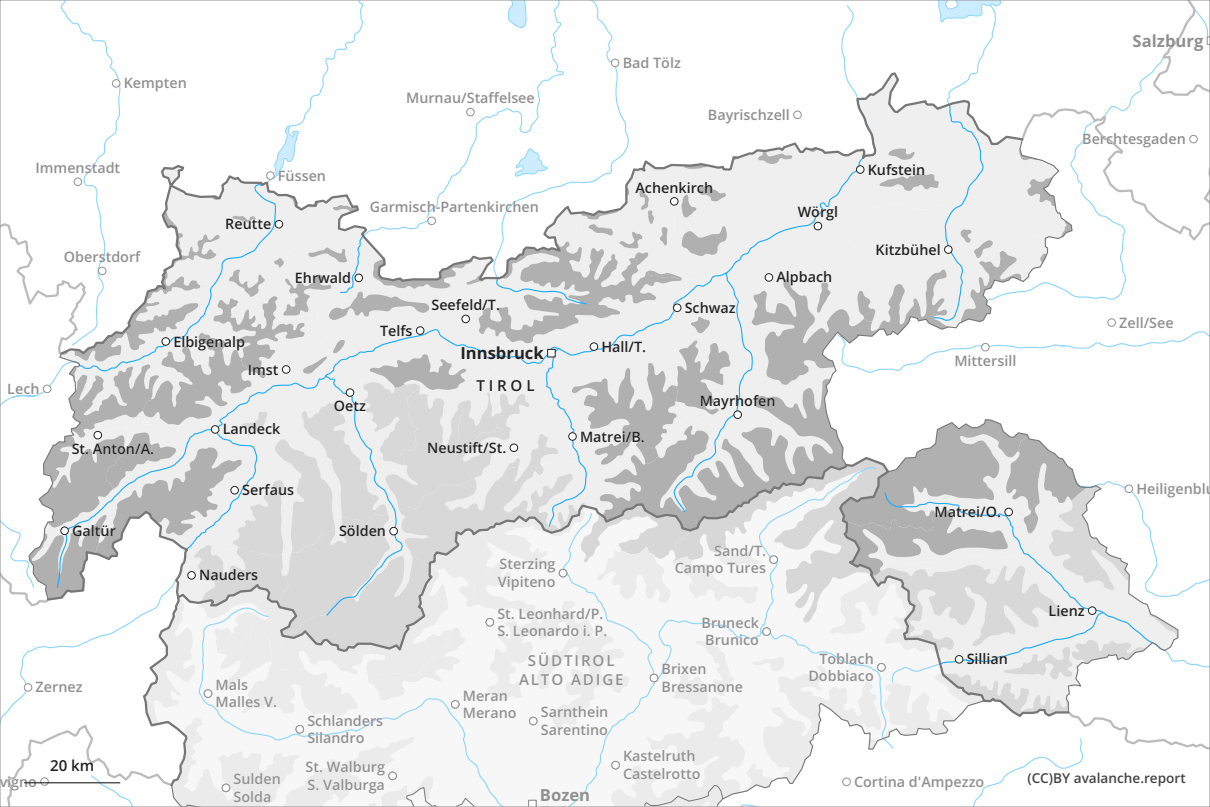 Salzburg
Bad Tölz
Kempten
Murnau/Staffelsee
Bayrischzell
Berchtesgaden
Immenstadt
Füssen
Kufstein
Achenkirch
Garmisch-Partenkirchen
Wörgl
Reutte
Kitzbühel
Oberstdorf
Ehrwald
Alpbach
Seefeld/T.
Schwaz
Zell/See
Telfs
Elbigenalp
Innsbruck
Hall/T.
Mittersill
Imst
TIROL
Lech
Oetz
Mayrhofen
Landeck
Matrei/B.
St. Anton/A.
Neustift/St.
Serfaus
Heiligenblu
Matrei/O.
Galtür
Sölden
Sand/T.
Campo Tures
Sterzing
Vipiteno
Nauders
Lienz
St. Leonhard/P.
S. Leonardo i. P.
Bruneck
Brunico
SÜDTIROL
ALTO ADIGE
Toblach
Dobbiaco
Sillian
Brixen
Bressanone
Zernez
Mals
Malles V.
Meran
Merano
Sarnthein
Sarentino
Schlanders
Silandro
Kastelruth
Castelrotto
20 km
St. Walburg
S. Valburga
vigno
Sulden
Solda
Cortina d'Ampezzo
(CC)BY avalanche.report
Bozen